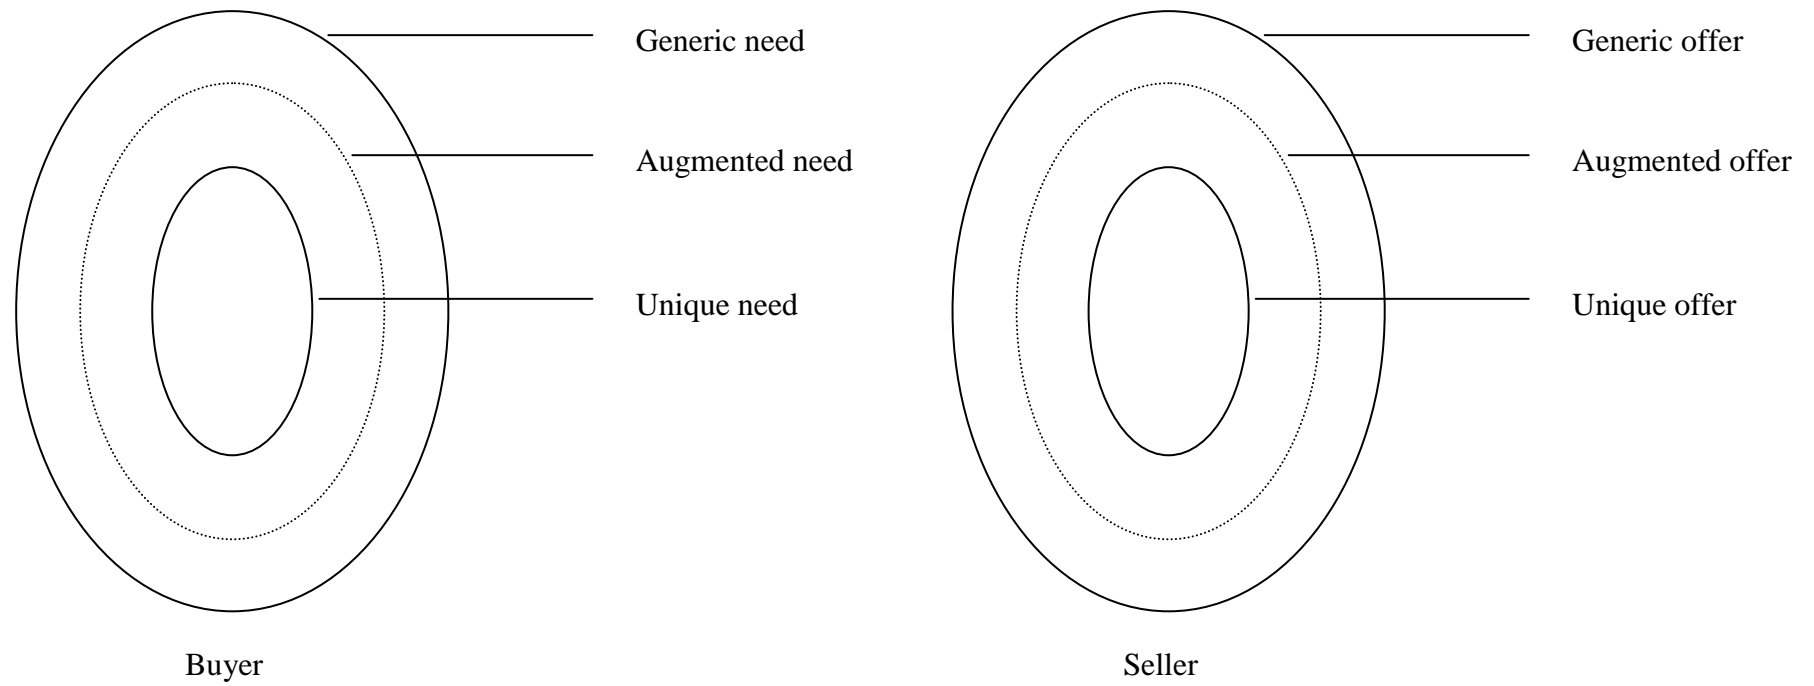 Generic need
Augmented need
Unique need
Buyer
Generic offer
Augmented offer
Unique offer
Seller